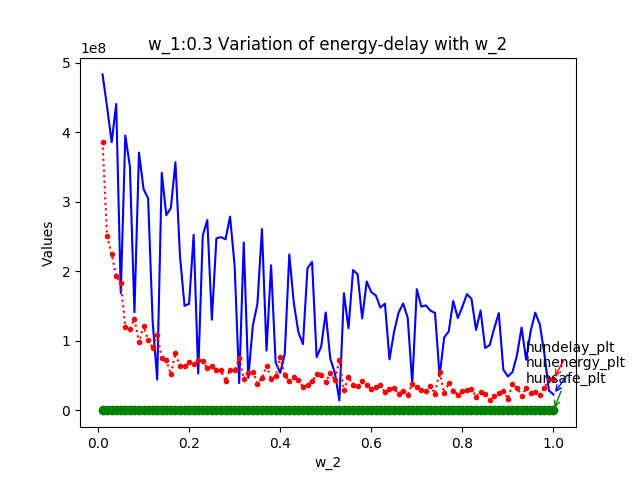 w_1:0.3 Variation of energy-delay with w_2
1e8
5
4
3
2
1
0
Values
hundelay_plt
hunenergy_plt
hunsafe_plt
0.0 0.2 0.4 0.6 0.8 1.0
w_2